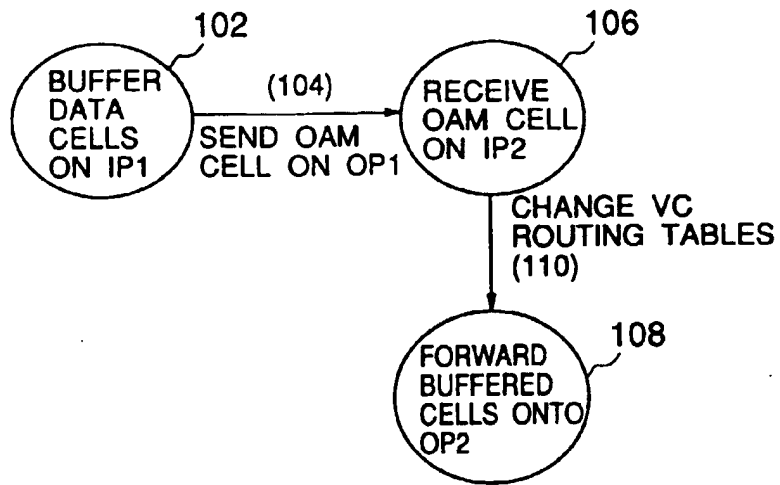 102
BUFFER
DATA
CELLS
ON IP1
(104)
SEND OAM
CELL ON OP1
106
RECEIVE
OAM CELL
ON IP2
CHANGE VC
ROUTING TABLES
(110)
108
FORWARD
BUFFERED
CELLS ONTO
OP2